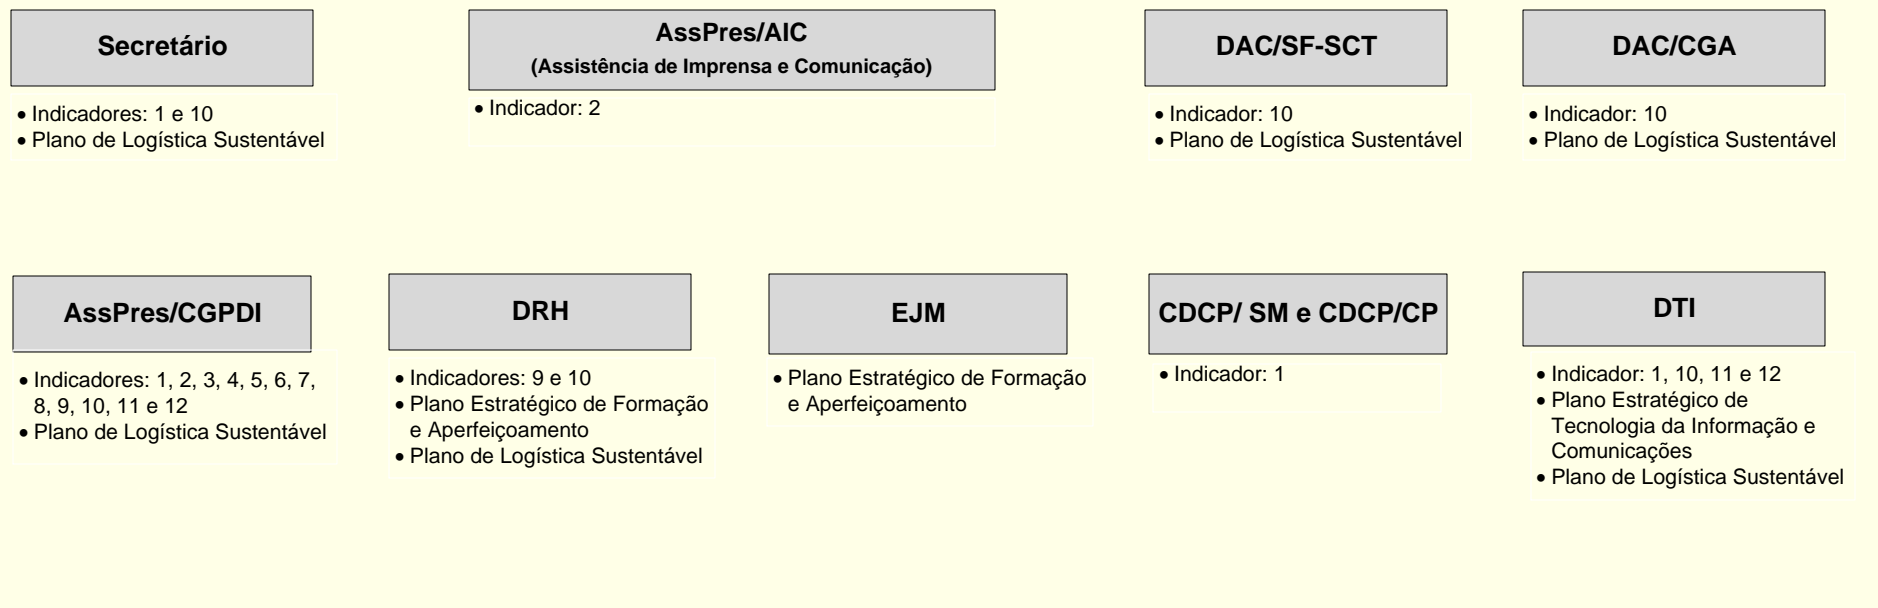 Secretário
• Indicadores: 1 e 10
• Plano de Logística Sustentável
AssPres/AIC
(Assistência de Imprensa e Comunicação)
• Indicador: 2
DAC/SF-SCT
• Indicador: 10
• Plano de Logística Sustentável
DAC/CGA
• Indicador: 10
• Plano de Logística Sustentável
AssPres/CGPDI
• Indicadores: 1, 2, 3, 4, 5, 6, 7,
8, 9, 10, 11 e 12
• Plano de Logística Sustentável
DRH
• Indicadores: 9 e 10
• Plano Estratégico de Formação
e Aperfeiçoamento
• Plano de Logística Sustentável
EJM
• Plano Estratégico de Formação
e Aperfeiçoamento
CDCP/ SM e CDCP/CP
• Indicador: 1
DTI
• Indicador: 1, 10, 11 e 12
• Plano Estratégico de
Tecnologia da Informação e
Comunicações
• Plano de Logística Sustentável